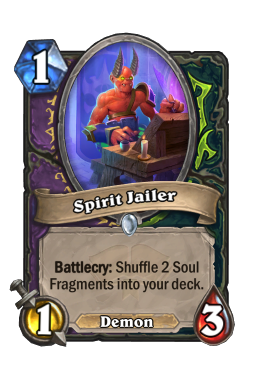 1
Spirit Jailer
Battlecry: Shuffle 2 Soul
Fragments into your deck.
1
Demon
3